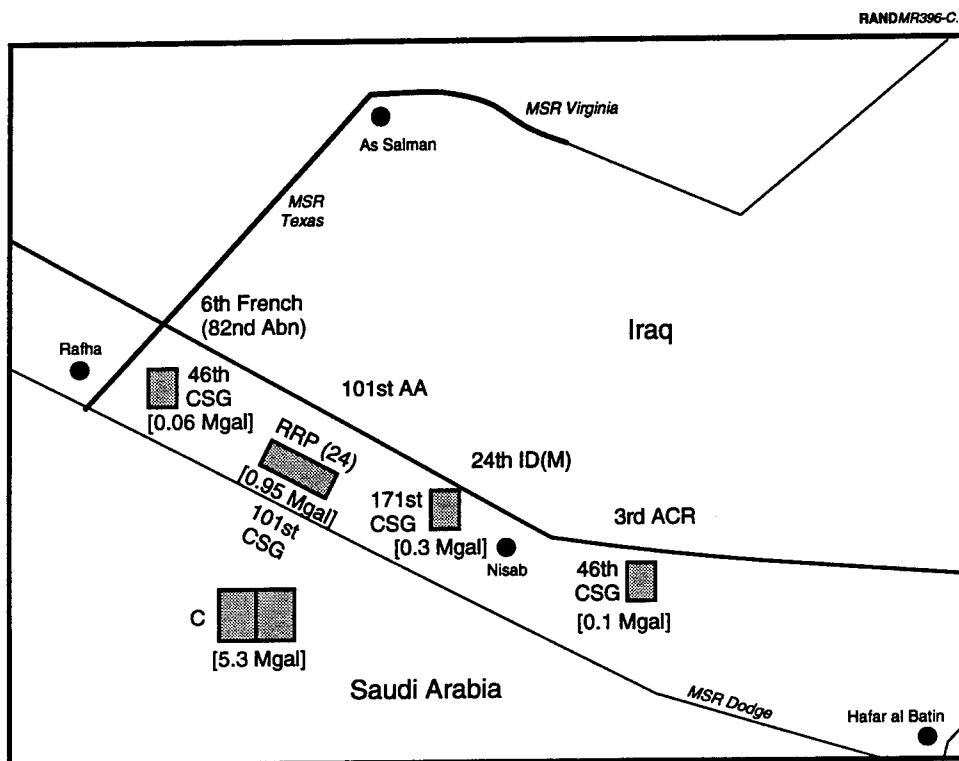 RANDMR396-C.
MSR Virginia
As Salman
MSR
Texas
6th French
(82nd Abn)
Iraq
Rafha
46th
CSG
[0.06 Mgal]
101st AA
RRP (24)
[0.95 Mgal]
101st
CSG
24th ID(M)
171st
CSG
[0.3 Mgal]
Nisab
3rd ACR
46th
CSG
[0.1 Mgal]
C
[5.3 Mgal]
Saudi Arabia
MSR Dodge
Hafar al Batin